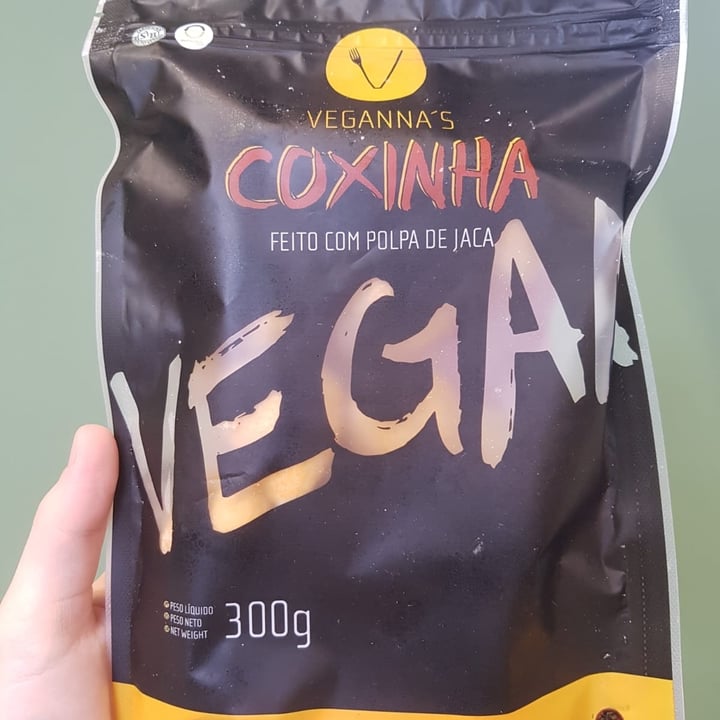 VEGANNA'S
COXINHA
FEITO COM POLPA DE JACA
VEGAN
PESO LÍQUIDO
PESO NETO
NET WEIGHT
300g